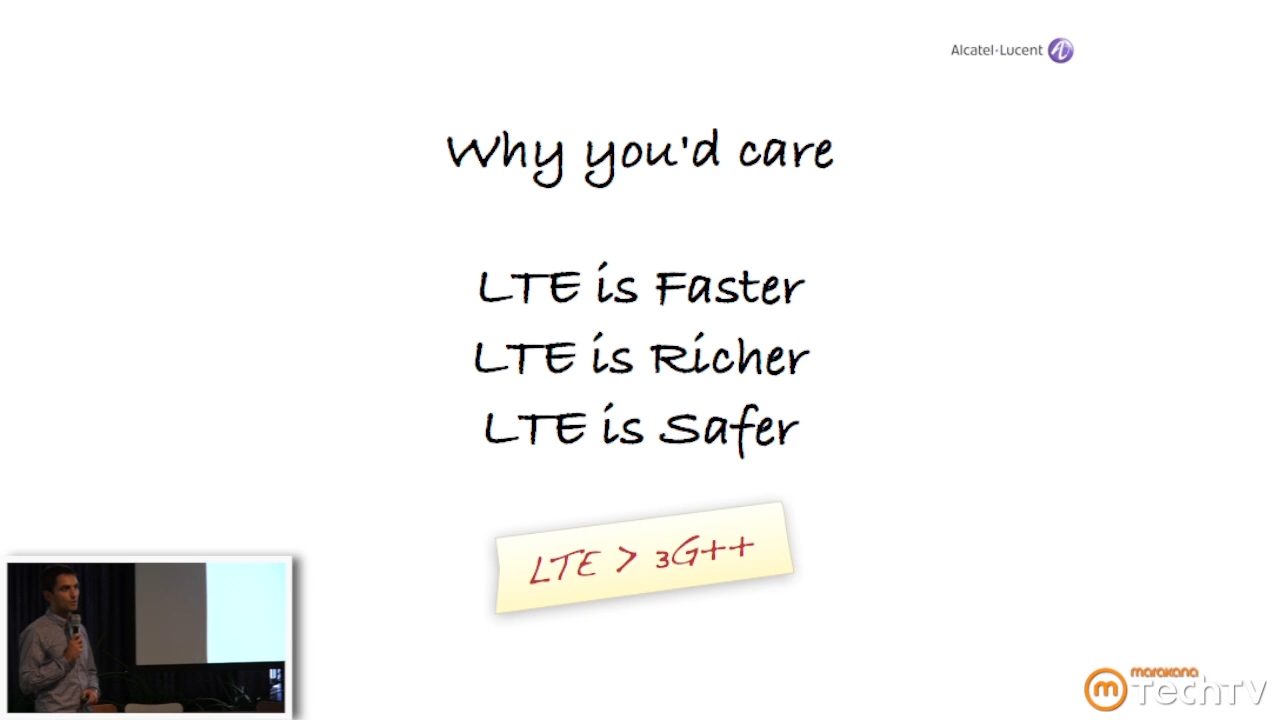 Alcatel·Lucent
Why you'd care
LTE is Faster
LTE is Richer
LTE is Safer
LTE > 3G++
marakana
TechTV